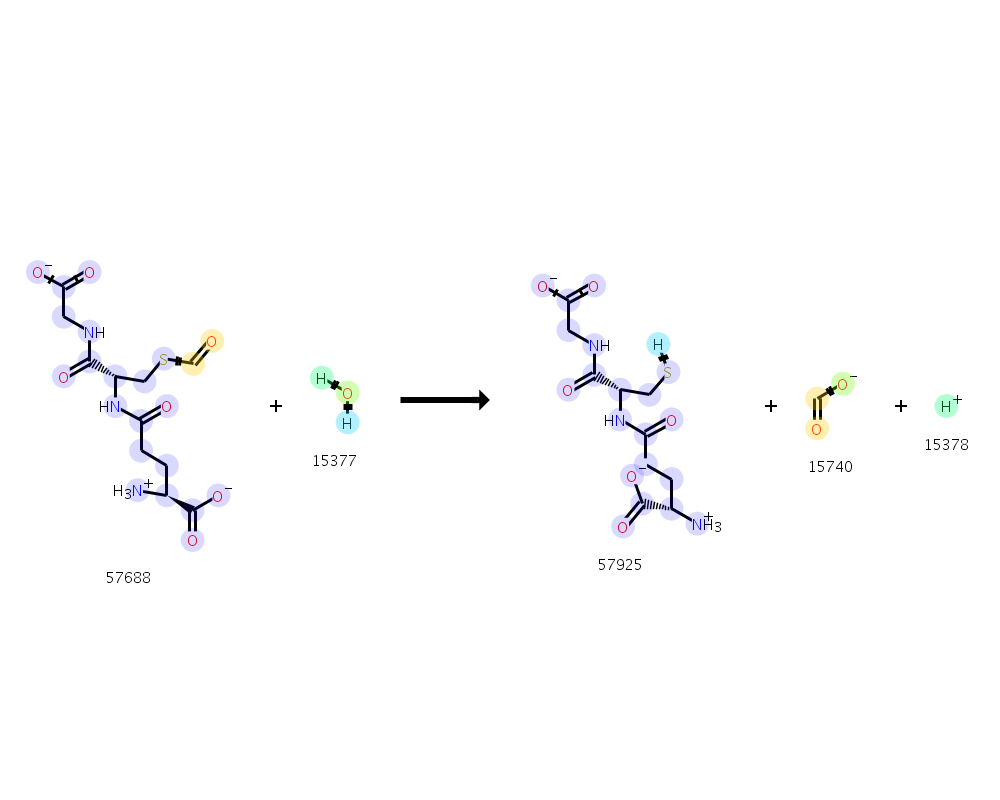 O − O
NH
O
S
O
O
HN
O
H₃N +
O −
O
57688
+
H
O
H
15377
O − O
NH
O
H
S
HN
O
O −
O
+
NH₃
57925
+
O −
O
15740
+
H +
15378